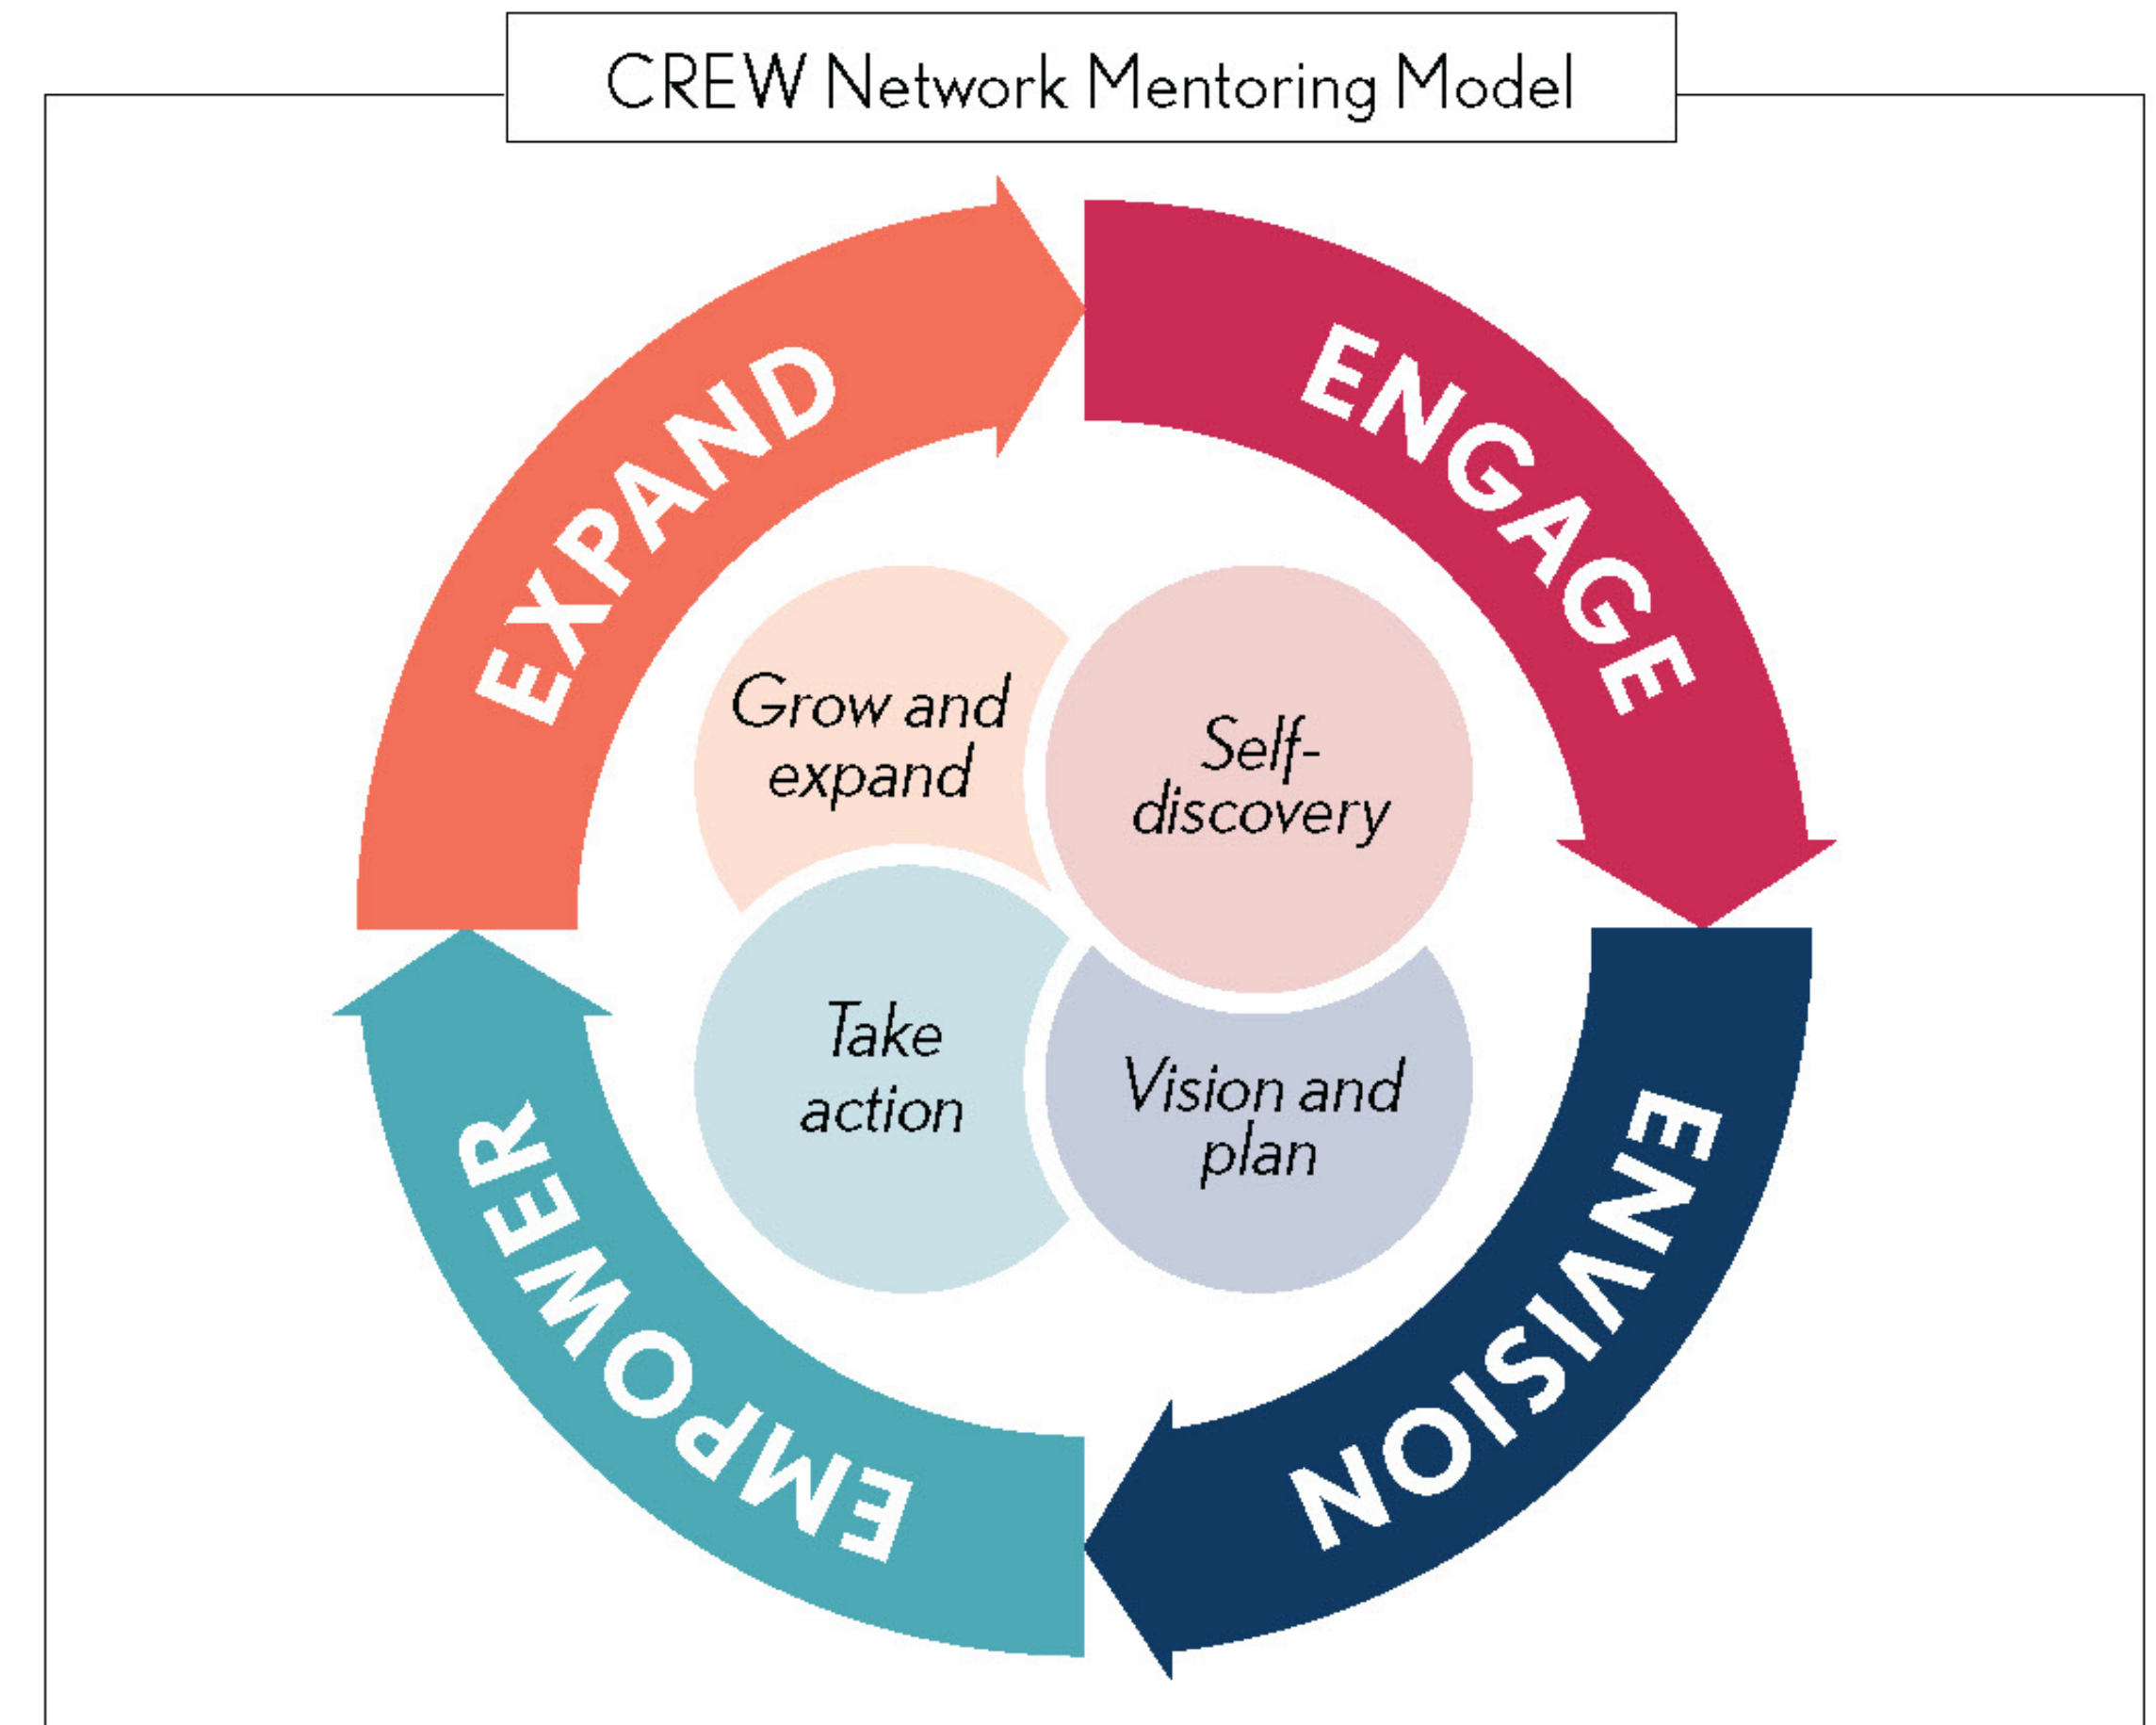 CREW Network Mentoring Model
EXPAND
ENGAGE
Grow and
expand
Self-
discovery
Take
action
Vision and
plan
EMPOWER
ENVISION